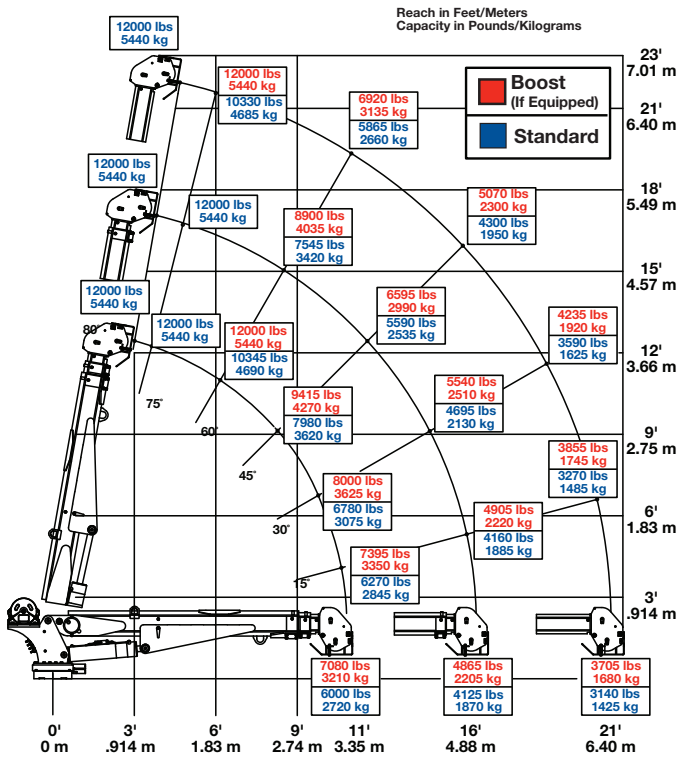 Reach in Feet/Meters
Capacity in Pounds/Kilograms
12000 lbs
5440 kg
23'
7.01 m
12000 lbs
5440 kg
10330 lbs
4685 kg
6920 lbs
3135 kg
5865 lbs
2660 kg
Boost
(If Equipped)
Standard
21'
6.40 m
12000 lbs
5440 kg
12000 lbs
5440 kg
8900 lbs
4035 kg
7545 lbs
3420 kg
5070 lbs
2300 kg
4300 lbs
1950 kg
18'
5.49 m
15'
4.57 m
12000 lbs
5440 kg
6595 lbs
2990 kg
5590 lbs
2535 kg
80°
12000 lbs
5440 kg
12000 lbs
5440 kg
10345 lbs
4690 kg
4235 lbs
1920 kg
3590 lbs
1625 kg
12'
3.66 m
75°
60°
45°
9415 lbs
4270 kg
7980 lbs
3620 kg
5540 lbs
2510 kg
4695 lbs
2130 kg
9'
2.75 m
30°
8000 lbs
3625 kg
6780 lbs
3075 kg
3855 lbs
1745 kg
3270 lbs
1485 kg
4905 lbs
2220 kg
4160 lbs
1885 kg
6'
1.83 m
15°
7395 lbs
3350 kg
6270 lbs
2845 kg
3'
.914 m
7080 lbs
3210 kg
6000 lbs
2720 kg
4865 lbs
2205 kg
4125 lbs
1870 kg
3705 lbs
1680 kg
3140 lbs
1425 kg
0'
0 m
3'
.914 m
6'
1.83 m
9'
2.74 m
11'
3.35 m
16'
4.88 m
21'
6.40 m